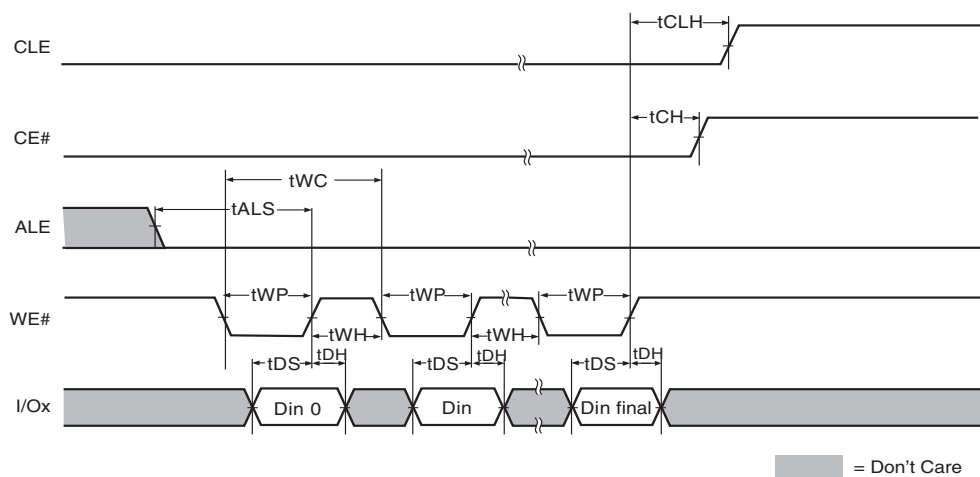 tCLH
CLE
tCH
CE#
tWC
tALS
ALE
tWP
tWP
tWP
WE#
tWH
tWH
tDS
tDH
tDS
tDH
tDS
tDH
I/Ox
Din 0
Din
Din final
= Don't Care